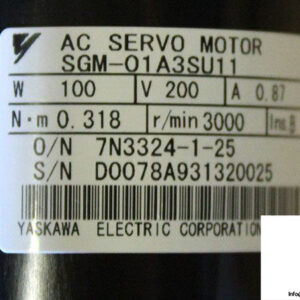 AC SERVO MOTOR
SGM-01A3SU11
W 100 V 200 A 0.87
N·m 0.318 r/min 3000 Ins. B
O/N 7N3324-1-25
S/N D0078A931320025
YASKAWA ELECTRIC CORPORATION